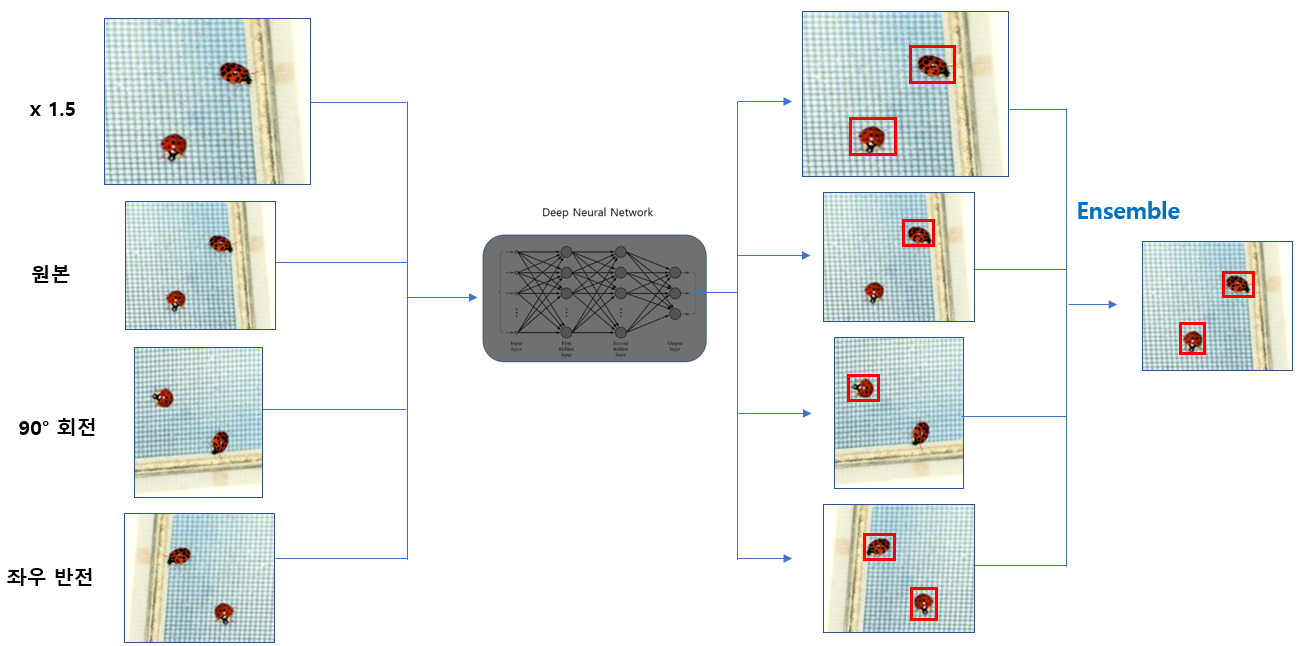 x 1.5
원본
90° 회전
좌우 반전
Deep Neural Network
Input
layer
First
hidden
layer
Second
hidden
layer
Output
layer
Ensemble